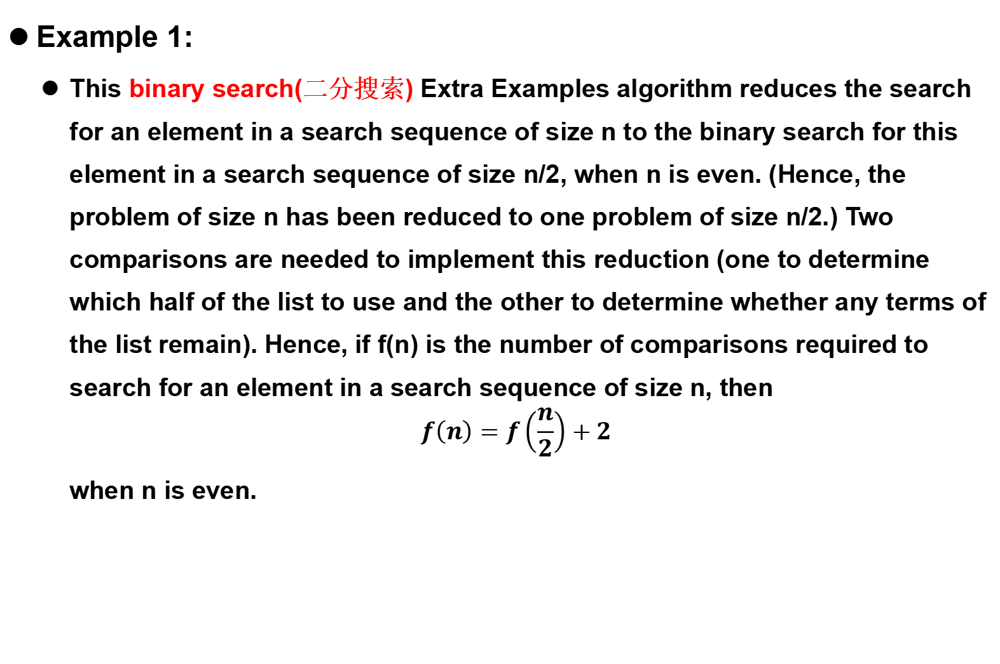 ● Example 1:
● This binary search(二分搜索) Extra Examples algorithm reduces the search
for an element in a search sequence of size n to the binary search for this
element in a search sequence of size n/2, when n is even. (Hence, the
problem of size n has been reduced to one problem of size n/2.) Two
comparisons are needed to implement this reduction (one to determine
which half of the list to use and the other to determine whether any terms of
the list remain). Hence, if f(n) is the number of comparisons required to
search for an element in a search sequence of size n, then
f(n) = f(n/2) + 2
when n is even.